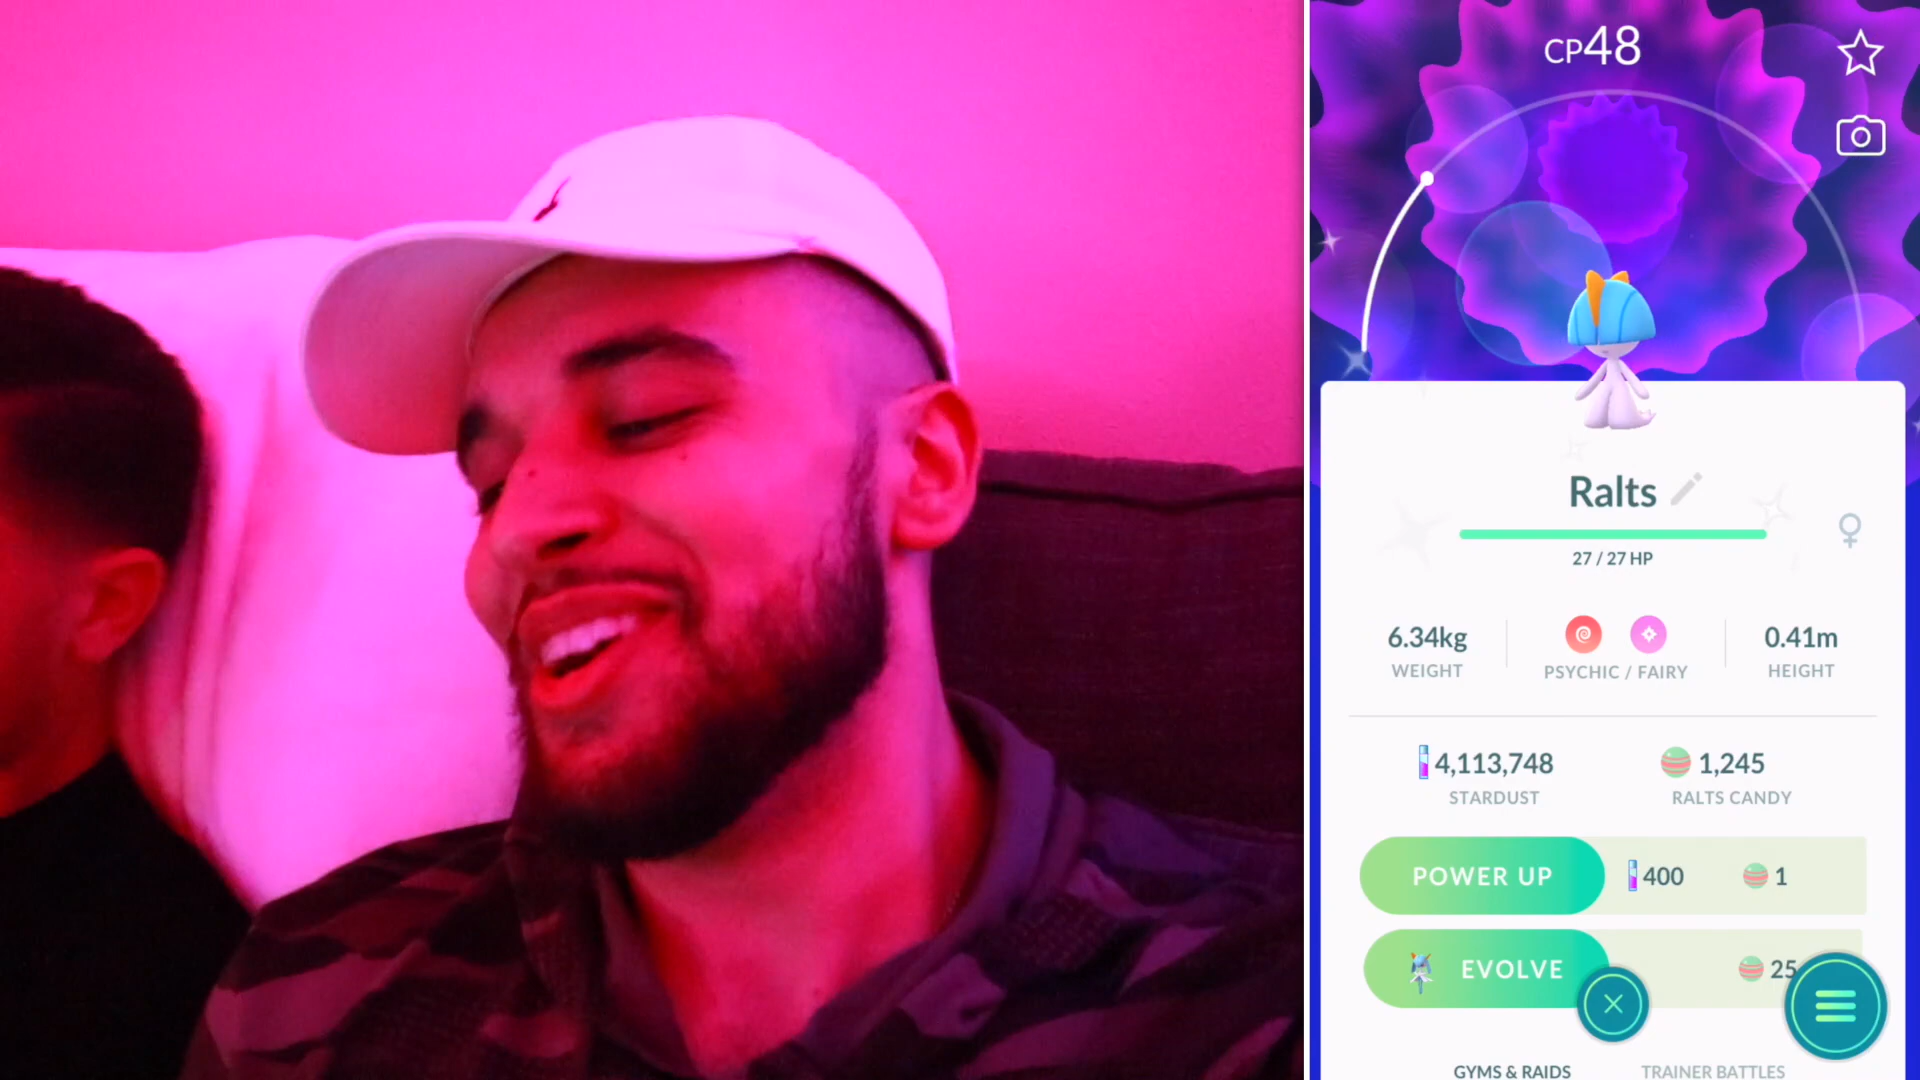 CP48
Ralts
27 / 27 HP
6.34kg
WEIGHT
PSYCHIC / FAIRY
0.41m
HEIGHT
4,113,748
STARDUST
1,245
RALTS CANDY
POWER UP
400
1
EVOLVE
25
GYMS & RAIDS
TRAINER BATTLES